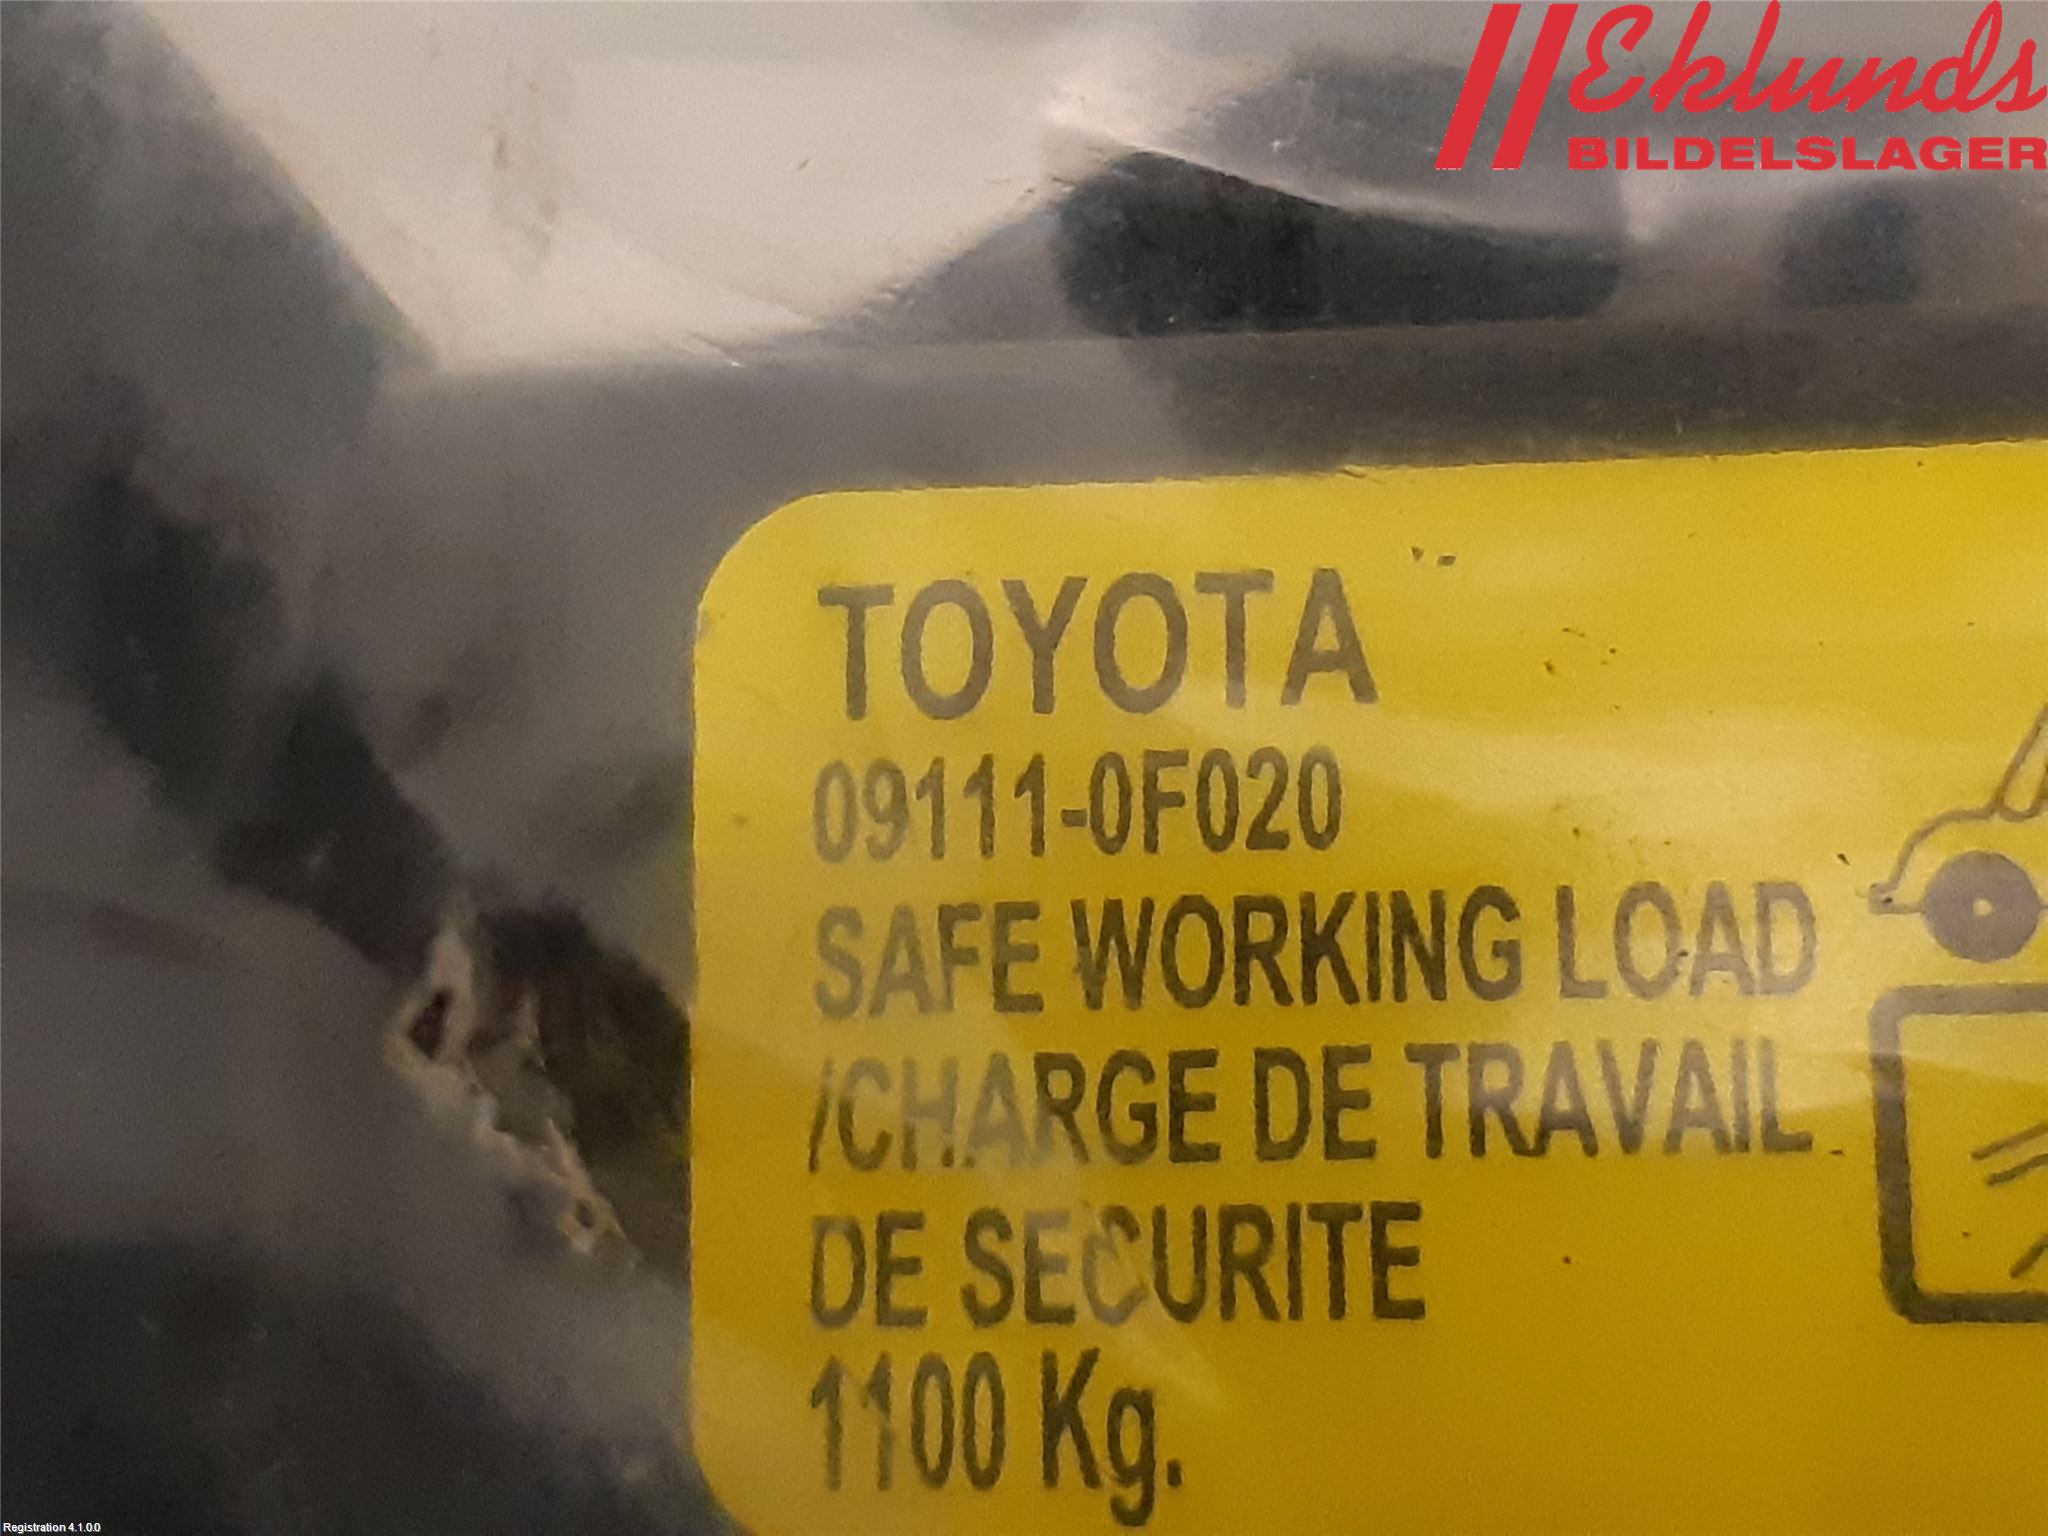 Eklunds
BILDELSLAGER
TOYOTA
09111-0F020
SAFE WORKING LOAD
/CHARGE DE TRAVAIL
DE SECURITE
1100 Kg.
Registration 4.1.0.0